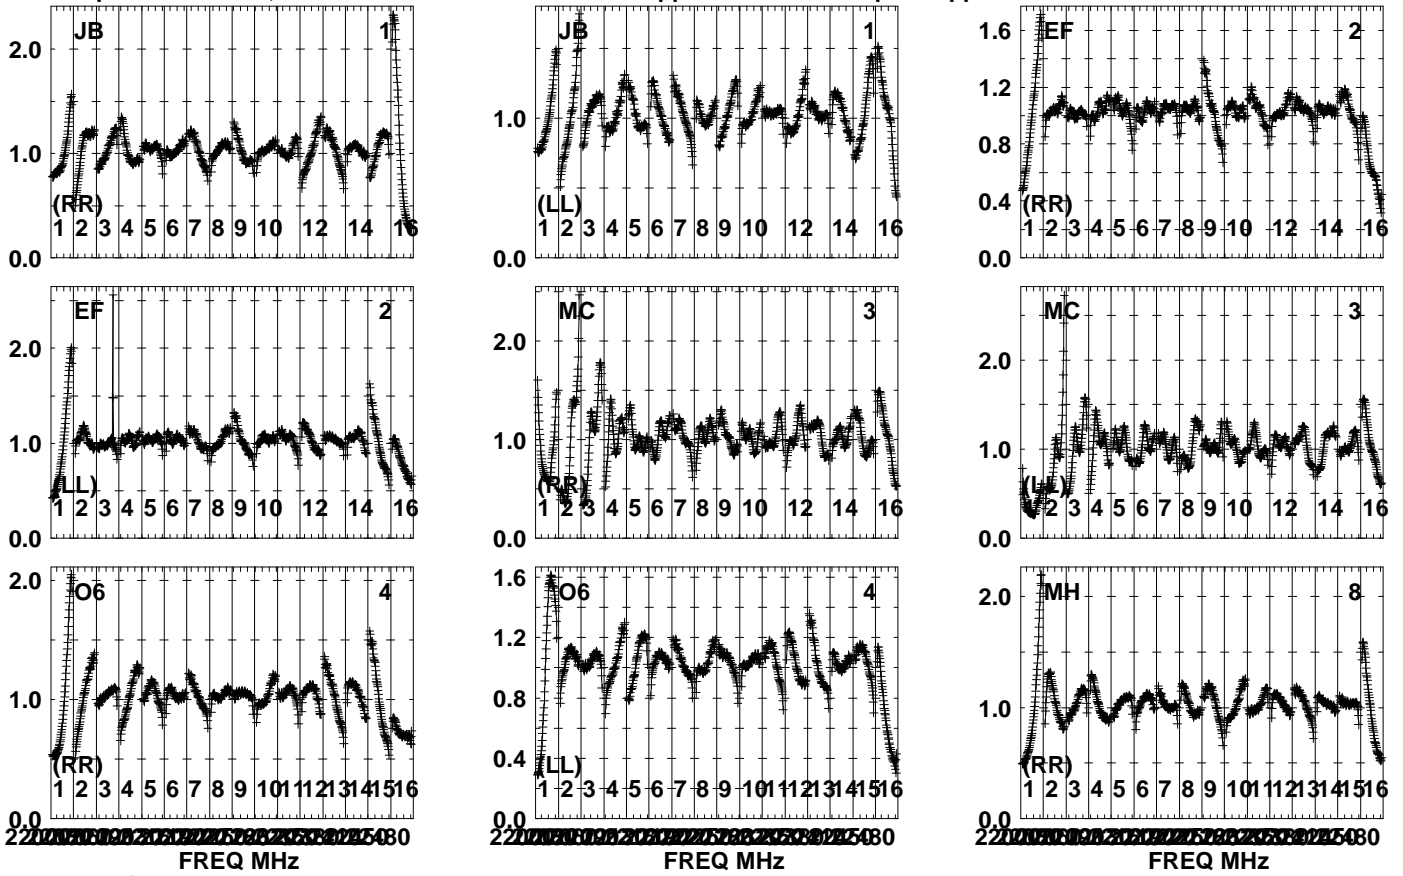 JB 1 JB 1 EF 2
2.0 1.6
1.0 1.0 1.2
0.8
(RR) (LL) 0.4 (RR)
1 2 3 4 5 6 7 8 9 10 12 14 16 1 2 3 4 5 6 7 8 9 10 12 14 16 1 2 3 4 5 6 7 8 9 10 12 14 16
0.0 0.0 0.0
EF 2 MC 3 MC 3
2.0 2.0 2.0
1.0 1.0 1.0
(LL) (RR) (LL)
1 2 3 4 5 6 7 8 9 10 12 14 16 1 2 3 4 5 6 7 8 9 10 12 14 16 1 2 3 4 5 6 7 8 9 10 12 14 16
0.0 0.0 0.0
O6 4 O6 4 MH 8
2.0 1.6 2.0
1.2
1.0 0.8 1.0
(RR) 0.4 (LL) (RR)
1 2 3 4 5 6 7 8 9 10 11 12 13 14 15 16 1 2 3 4 5 6 7 8 9 10 11 12 13 14 15 16 1 2 3 4 5 6 7 8 9 10 11 12 13 14 15 16
0.0 0.0 0.0
FREQ MHz FREQ MHz FREQ MHz